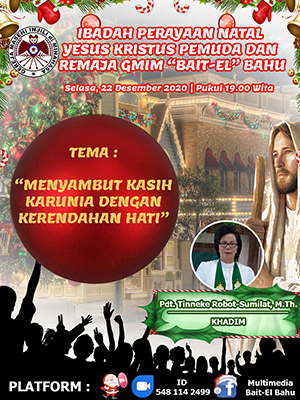 IBADAH PERAYAAN NATAL
YESUS KRISTUS PEMUDA DAN
REMAJA GMIM "BAIT-EL" BAHU
Selasa, 22 Desember 2020 | Pukul 19.00 Wita
TEMA :
"MENYAMBUT KASIH
KARUNIA DENGAN
KERENDAHAN HATI"
Pdt. Tinneke Robot-Sumilat, M.Th.
KHADIM
PLATFORM :
ID
548 114 2499
Multimedia
Bait-El Bahu